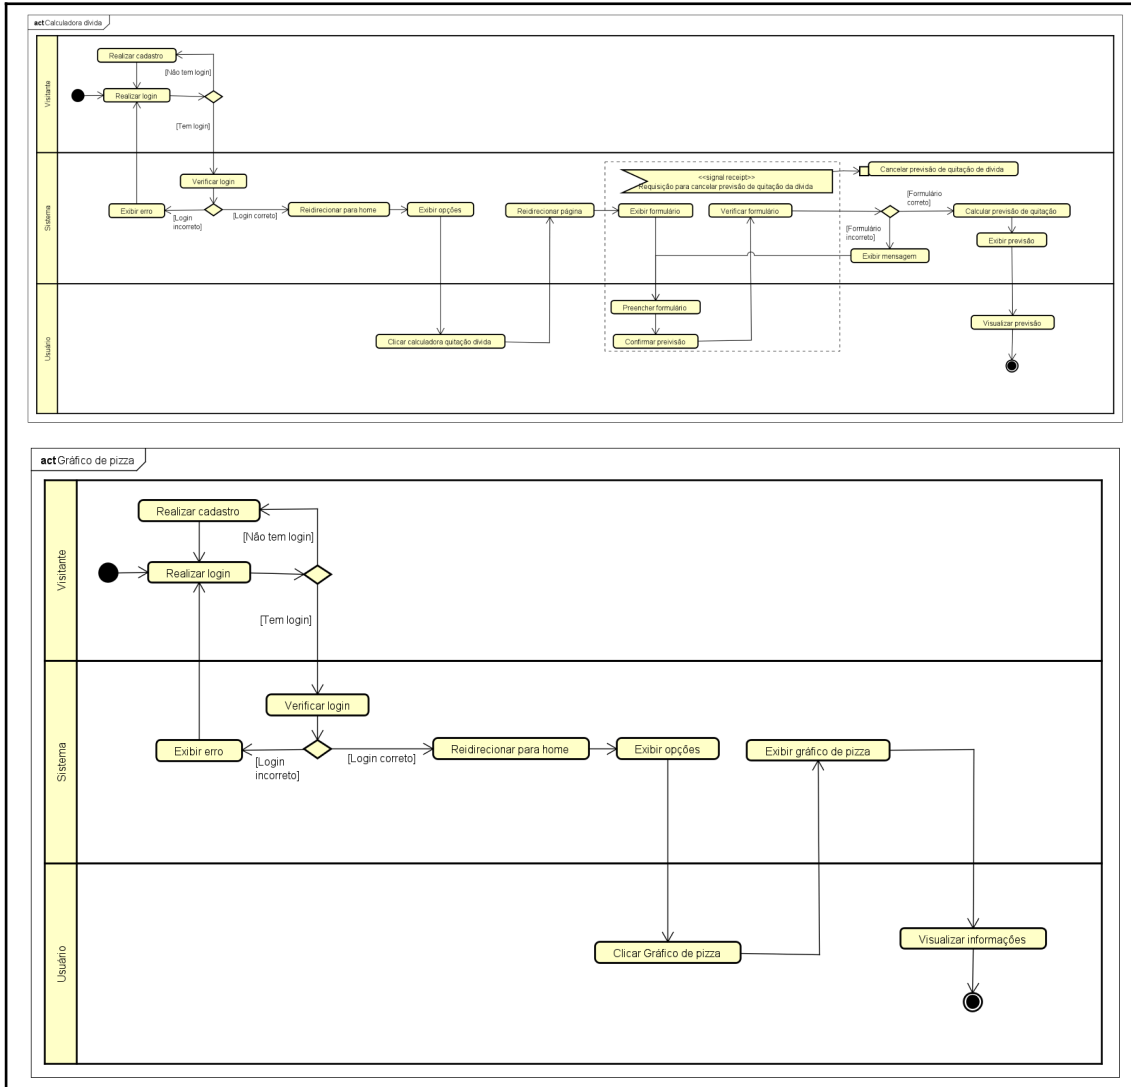 act Calculadora dívida
Visitante
Realizar cadastro
[Não tem login]
Realizar login
[Tem login]
Sistema
Verificar login
Exibir erro
[Login
incorreto]
[Login correto]
Reidirecionar para home
Exibir opções
Reidirecionar página
<<signal receipt>>
Requisição para cancelar previsão de quitação da divida
Cancelar previsão de quitação de divida
Exibir formulário
Verificar formulário
[Formulário
correto]
[Formulário
incorreto]
Calcular previsão de quitação
Exibir previsão
Exibir mensagem
Usuário
Clicar calculadora quitação divida
Preencher formulário
Confirmar previsão
Visualizar previsão
act Gráfico de pizza
Visitante
Realizar cadastro
[Não tem login]
Realizar login
[Tem login]
Sistema
Verificar login
Exibir erro
[Login
incorreto]
[Login correto]
Reidirecionar para home
Exibir opções
Exibir gráfico de pizza
Usuário
Clicar Gráfico de pizza
Visualizar informações